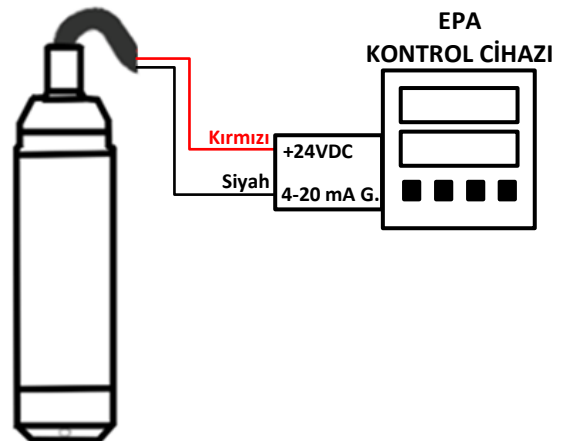 EPA
KONTROL CİHAZI
Kırmızı
+24VDC
Siyah
4-20 mA G.